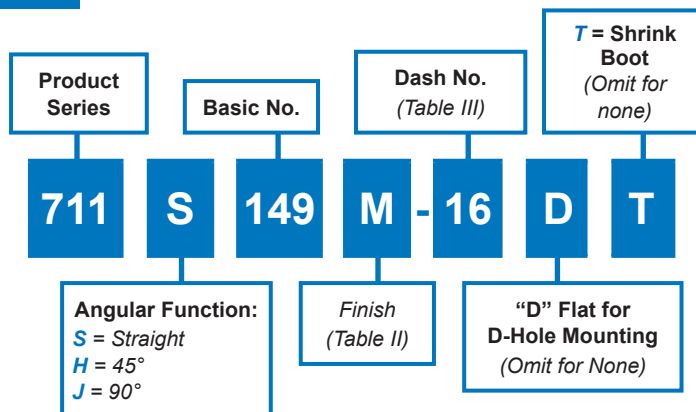 Product
Series
Basic No.
Dash No.
(Table III)
T = Shrink
Boot
(Omit for
none)
711 S 149 M - 16 D T
Angular Function:
S = Straight
H = 45°
J = 90°
Finish
(Table II)
“D” Flat for
D-Hole Mounting
(Omit for None)